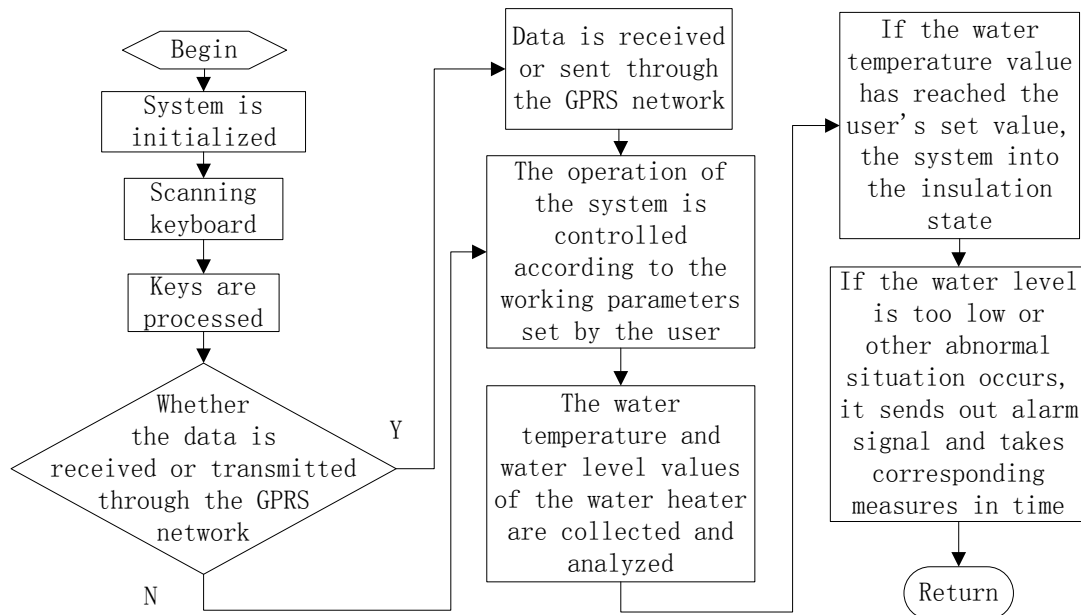 Begin
System is
initialized
Scanning
keyboard
Keys are
processed
Whether
the data is
received or transmitted
through the GPRS
network
Y
N
Data is received
or sent through
the GPRS network
The operation of
the system is
controlled
according to the
working parameters
set by the user
The water
temperature and
water level values
of the water heater
are collected and
analyzed
If the water
temperature value
has reached the
user's set value,
the system into
the insulation
state
If the water level
is too low or
other abnormal
situation occurs,
it sends out alarm
signal and takes
corresponding
measures in time
Return